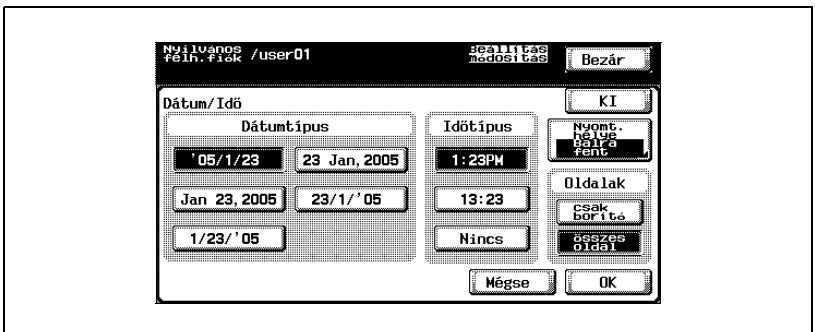 Nyilvános
felh.fiók /user01
Beállítás
módosítás
Bezár
Dátum/Idő
KI
Dátumtípus
Időtípus
Nyomt.
helye
Balra
fent
'05/1/23
23 Jan,2005
1:23PM
Oldalak
Jan 23,2005
23/1/'05
13:23
csak
borító
1/23/'05
Nincs
összes
oldal
Mégse
OK